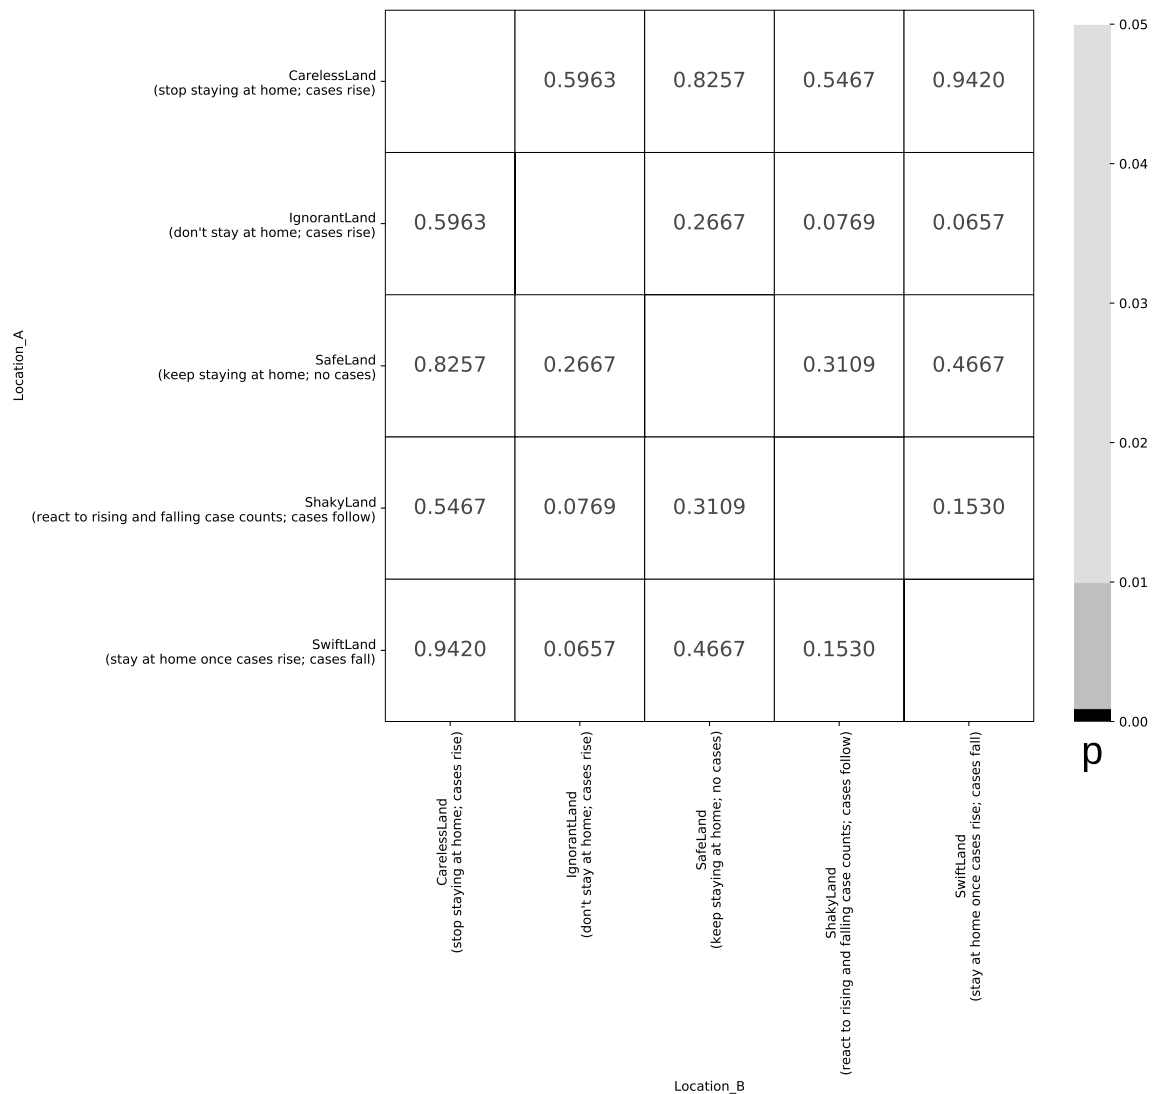 CarelessLand
(stop staying at home; cases rise)
0.5963
0.8257
0.5467
0.9420
IgnorantLand
(don't stay at home; cases rise)
0.5963
0.2667
0.0769
0.0657
SafeLand
(keep staying at home; no cases)
0.8257
0.2667
0.3109
0.4667
ShakyLand
(react to rising and falling case counts; cases follow)
0.5467
0.0769
0.3109
0.1530
SwiftLand
(stay at home once cases rise; cases fall)
0.9420
0.0657
0.4667
0.1530
Location_A
CarelessLand
(stop staying at home; cases rise)
IgnorantLand
(don't stay at home; cases rise)
SafeLand
(keep staying at home; no cases)
ShakyLand
(react to rising and falling case counts; cases follow)
SwiftLand
(stay at home once cases rise; cases fall)
Location_B
0.05
0.04
0.03
0.02
0.01
0.00
p